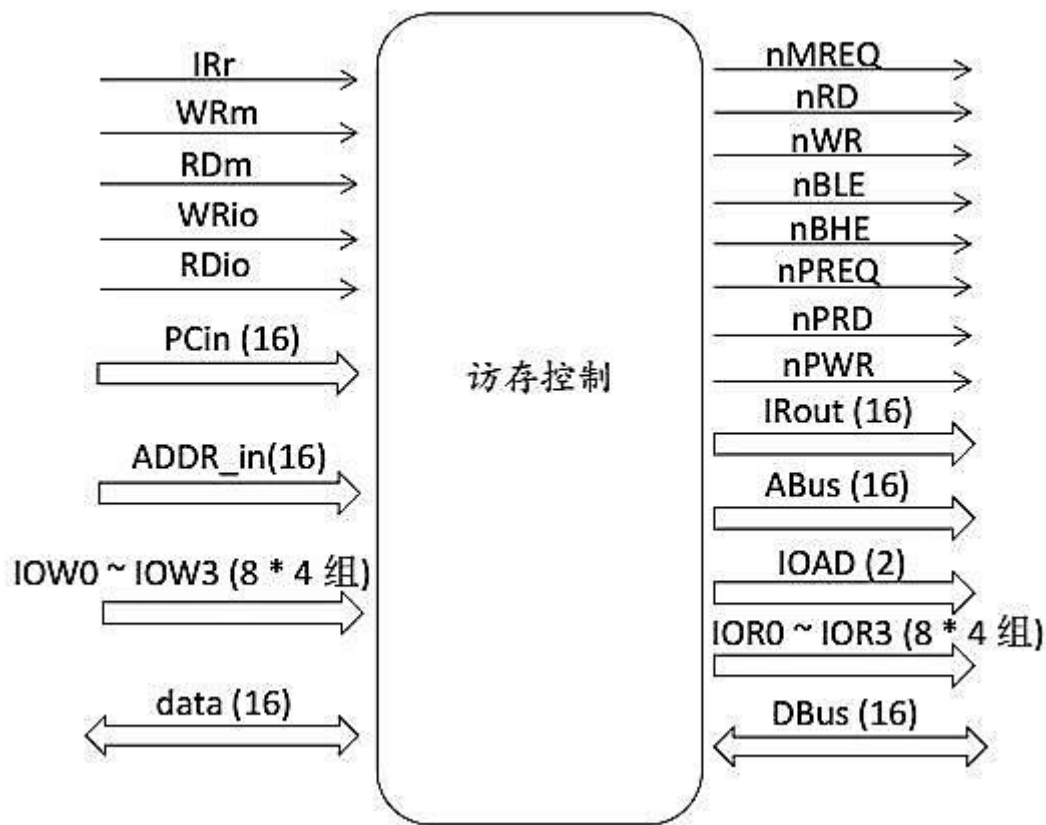 IRr
WRm
RDm
WRio
RDio
PCin (16)
ADDR_in(16)
IOW0 ~ IOW3 (8 * 4 组)
data (16)
访存控制
nMREQ
nRD
nWR
nBLE
nBHE
nPREQ
nPRD
nPWR
IRout (16)
ABus (16)
IOAD (2)
IOR0 ~ IOR3 (8 * 4 组)
DBus (16)